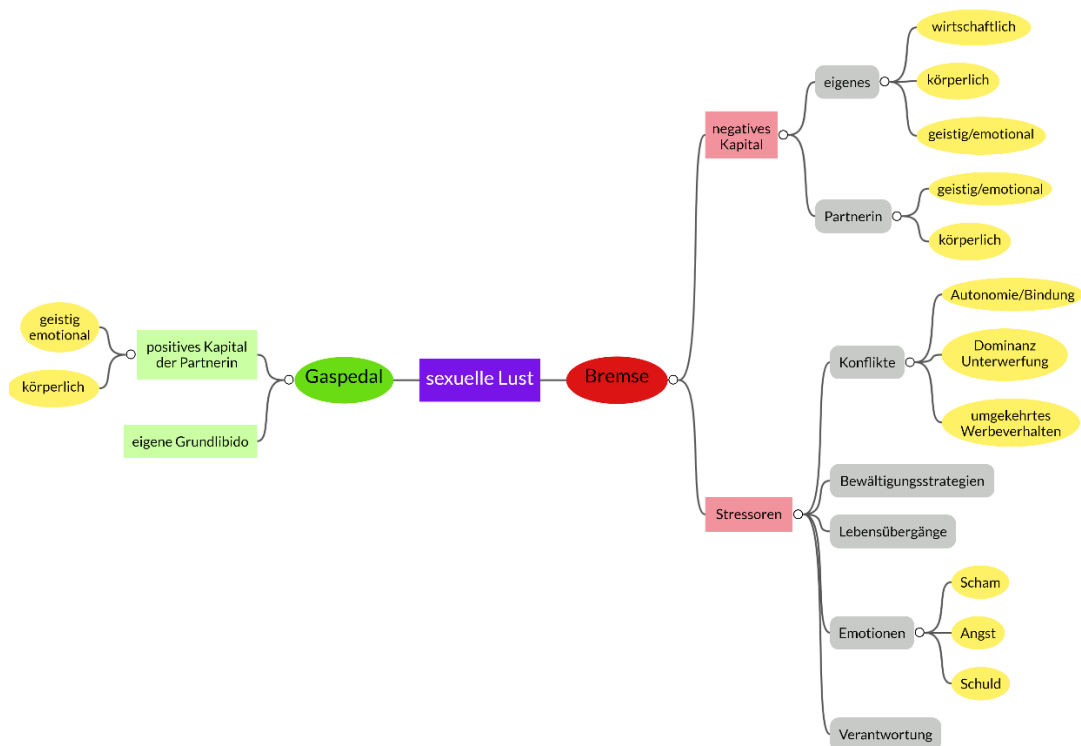 sexuelle Lust
Gaspedal
positives Kapital
der Partnerin
geistig
emotional
körperlich
eigene Grundlibido
Bremse
negatives
Kapital
eigenes
wirtschaftlich
körperlich
geistig/emotional
Partnerin
geistig/emotional
körperlich
Stressoren
Konflikte
Autonomie/Bindung
Dominanz
Unterwerfung
umgekehrtes
Werbeverhalten
Bewältigungsstrategien
Lebensübergänge
Emotionen
Scham
Angst
Schuld
Verantwortung